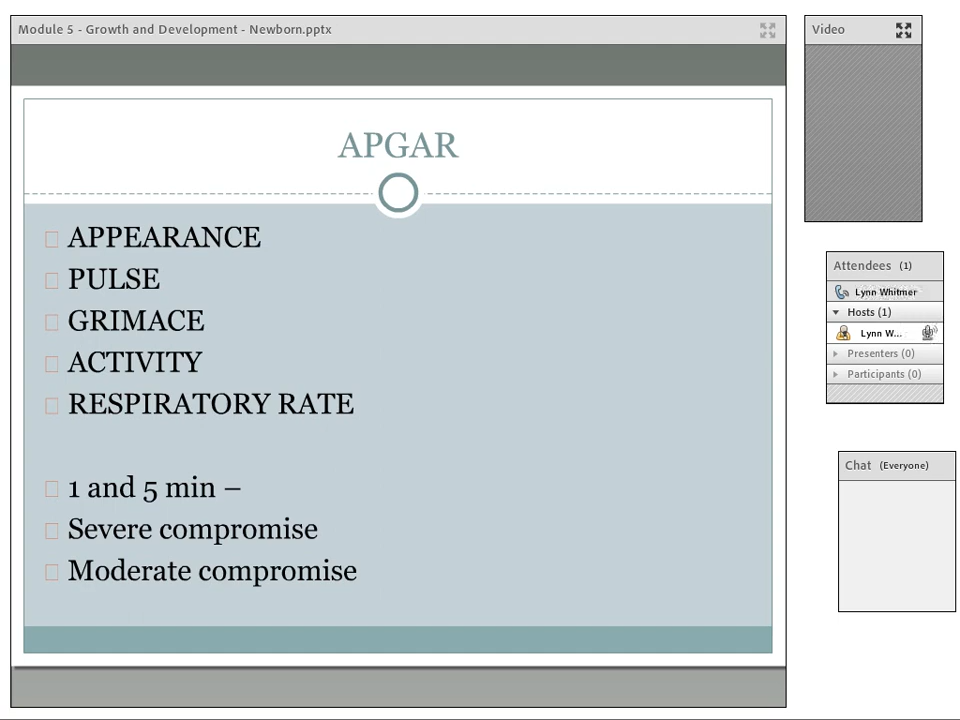 Module 5 - Growth and Development - Newborn.pptx
APGAR
APPEARANCE
PULSE
GRIMACE
ACTIVITY
RESPIRATORY RATE
1 and 5 min –
Severe compromise
Moderate compromise
Video
Attendees (1)
Lynn Whitmer
Hosts (1)
Lynn W...
Presenters (0)
Participants (0)
Chat (Everyone)